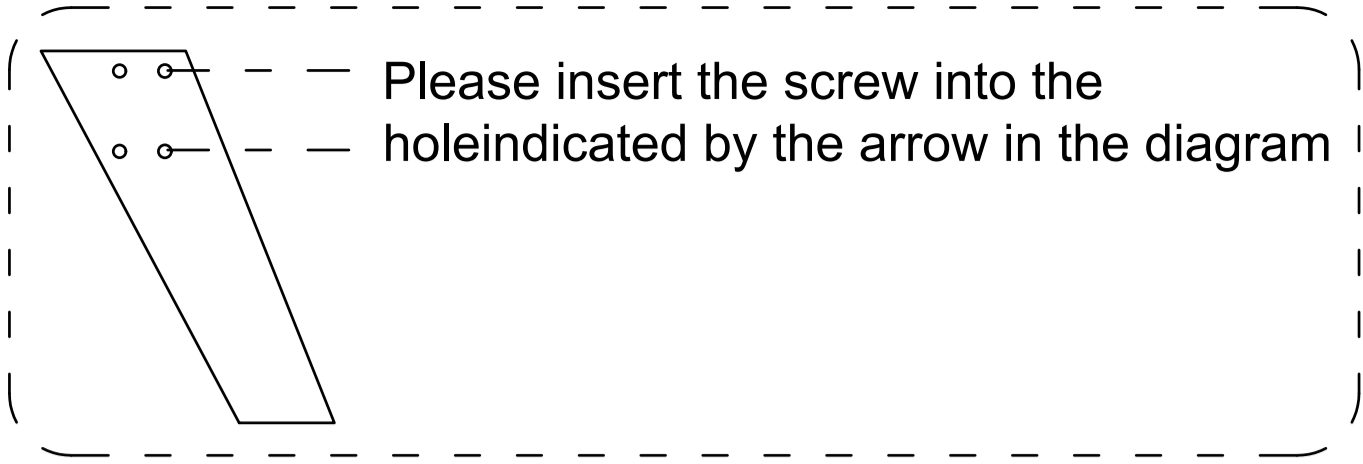 Please insert the screw into the
holeindicated by the arrow in the diagram